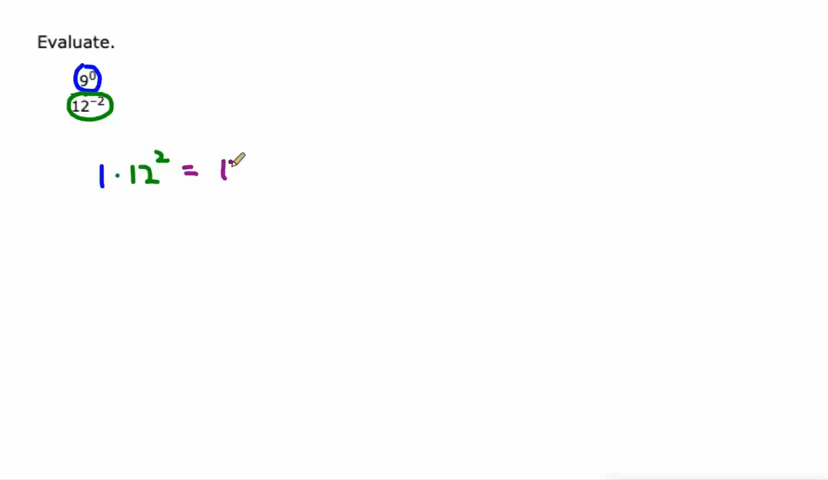 Evaluate.
9⁰
12⁻²
1 · 12² = 1